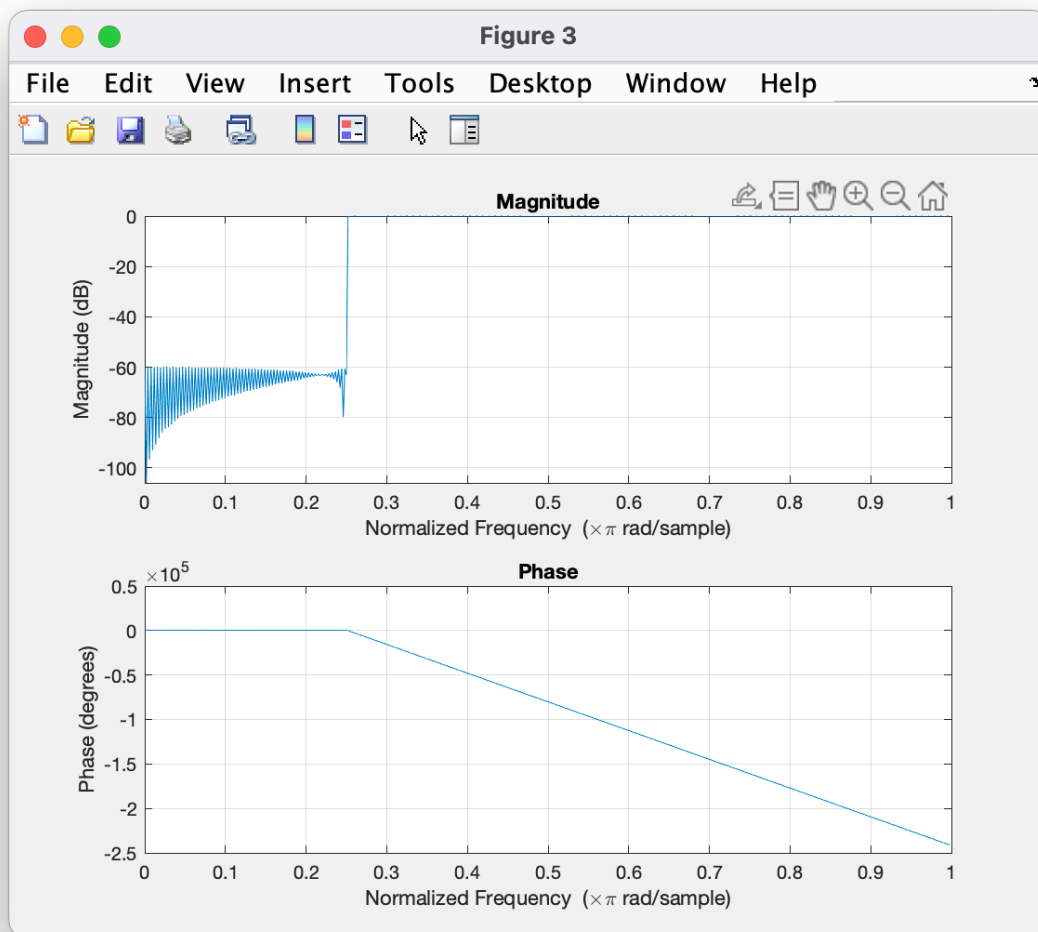 Figure 3
File Edit View Insert Tools Desktop Window Help
Magnitude
0
-20
-40
-60
-80
-100
Magnitude (dB)
0 0.1 0.2 0.3 0.4 0.5 0.6 0.7 0.8 0.9 1
Normalized Frequency (×π rad/sample)
Phase
×10⁵
0.5
0
-0.5
-1
-1.5
-2
-2.5
Phase (degrees)
0 0.1 0.2 0.3 0.4 0.5 0.6 0.7 0.8 0.9 1
Normalized Frequency (×π rad/sample)